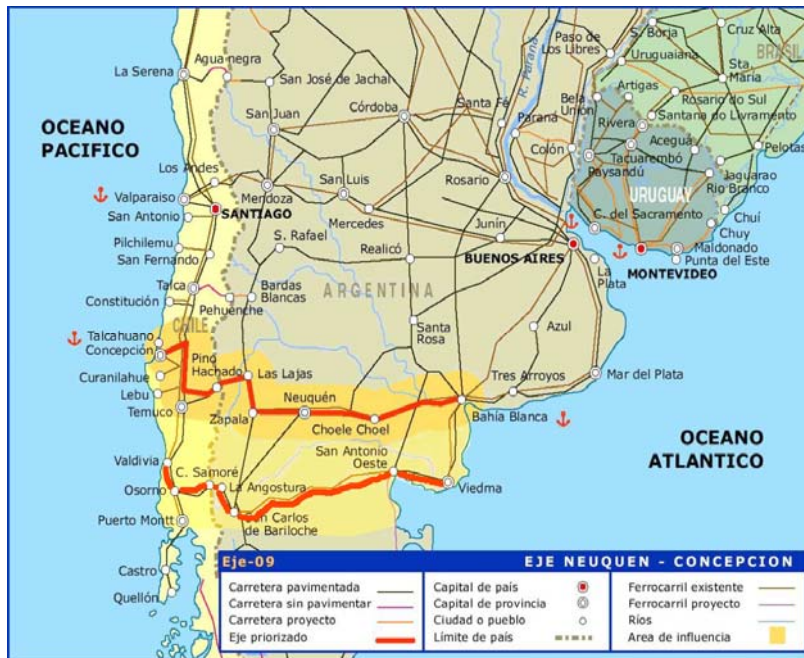 S. Borja
Cruz Alta
Paso de
Los Libres
Uruguaiana
BRASIL
Agua negra
La Serena
San José de Jachal
Sta.
Maria
R. Paraná
Artigas
Bela
Unión
Rosario do Sul
Santa Fé
San Juan
Córdoba
Paraná
Rivera
Santana do Livramento
OCEANO
PACIFICO
Colón
Acegua
Pelotas
Tacuarembó
Paysandú
Jaguarao
Rio Branco
Los Andes
San Luis
Rosario
Mendoza
Valparaiso
URUGUAY
San Antonio
SANTIAGO
Mercedes
Junín
C. del Sacramento
Chuí
Chuy
Pilchilemu
S. Rafael
Realicó
BUENOS AIRES
Maldonado
Punta del Este
MONTEVIDEO
San Fernando
La
Plata
Talca
Bardas
Blancas
ARGENTINA
Constitución
Pehuenche
CHILE
Santa
Rosa
Azul
Talcahuano
Concepción
Pino
Hachado
Las Lajas
Curanilahue
Neuquén
Tres Arroyos
Mar del Plata
Lebu
Temuco
Zapala
Choele Choel
Bahía Blanca
OCEANO
ATLANTICO
San Antonio
Oeste
Valdivia
C. Samoré
La Angostura
Viedma
Osorno
San Carlos
de Bariloche
Puerto Montt
Castro
Quellón
Eje-09
EJE NEUQUEN - CONCEPCION
Carretera pavimentada
Carretera sin pavimentar
Carretera proyecto
Eje priorizado
Capital de país
Capital de provincia
Ciudad o pueblo
Límite de país
Ferrocarril existente
Ferrocarril proyecto
Ríos
Area de influencia